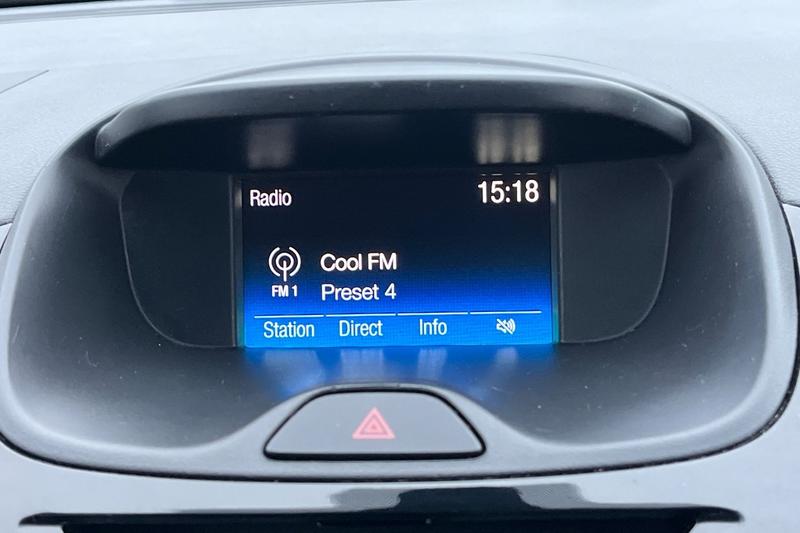 Radio 15:18
Cool FM
FM 1 Preset 4
Station Direct Info